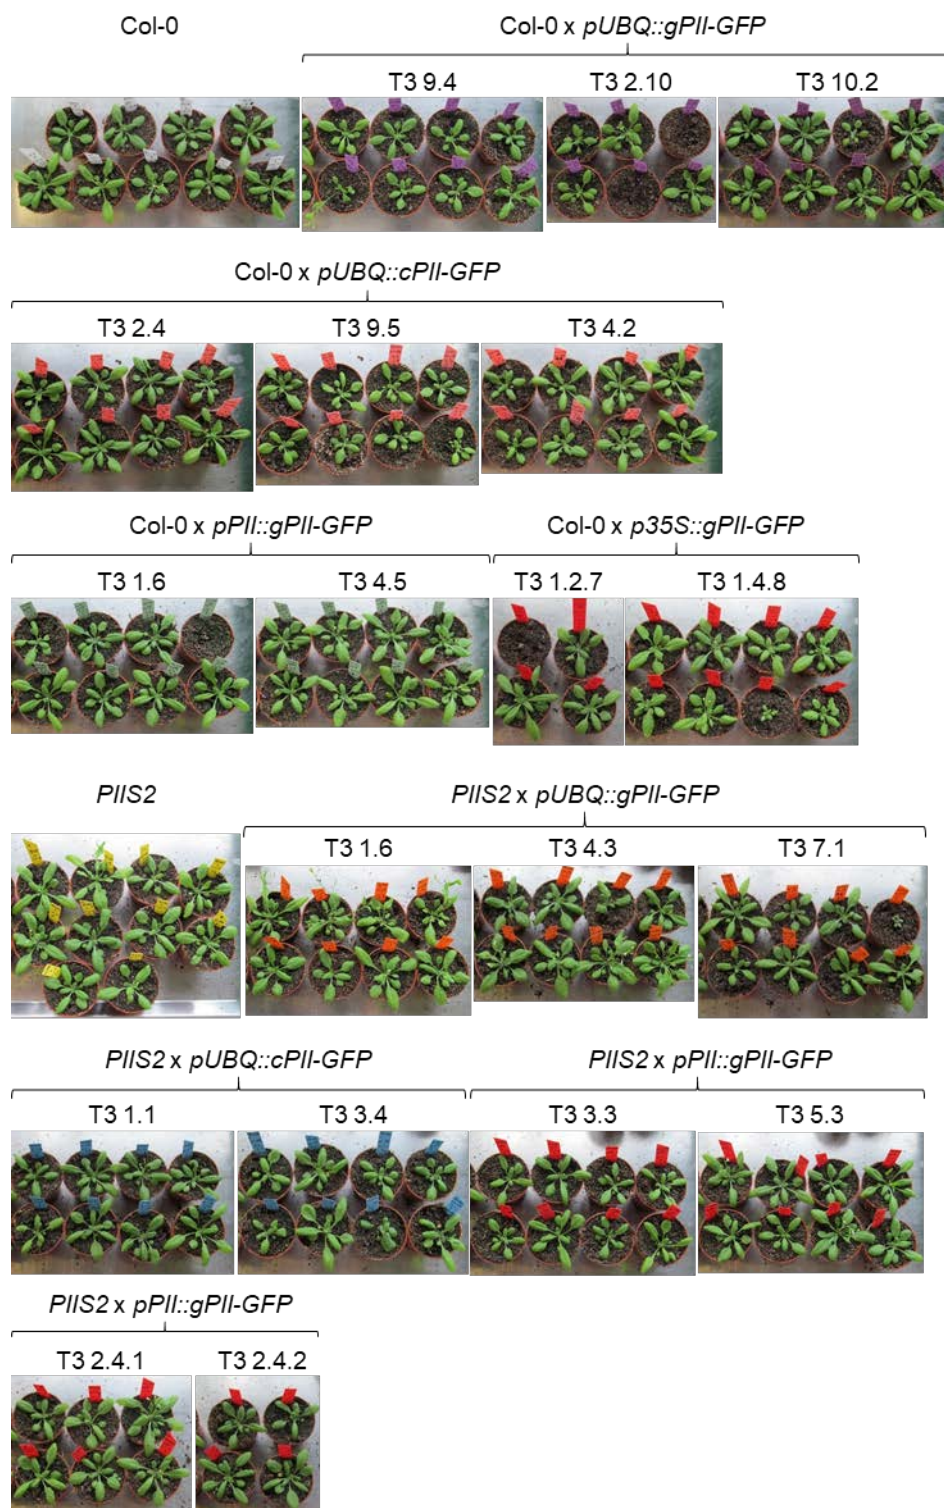 Col-0
Col-0 x pUBQ::gPII-GFP
T3 9.4
T3 2.10
T3 10.2
Col-0 x pUBQ::cPII-GFP
T3 2.4
T3 9.5
T3 4.2
Col-0 x pPII::gPII-GFP
Col-0 x p35S::gPII-GFP
T3 1.6
T3 4.5
T3 1.2.7
T3 1.4.8
PIIS2
PIIS2 x pUBQ::gPII-GFP
T3 1.6
T3 4.3
T3 7.1
PIIS2 x pUBQ::cPII-GFP
PIIS2 x pPII::gPII-GFP
T3 1.1
T3 3.4
T3 3.3
T3 5.3
PIIS2 x pPII::gPII-GFP
T3 2.4.1
T3 2.4.2